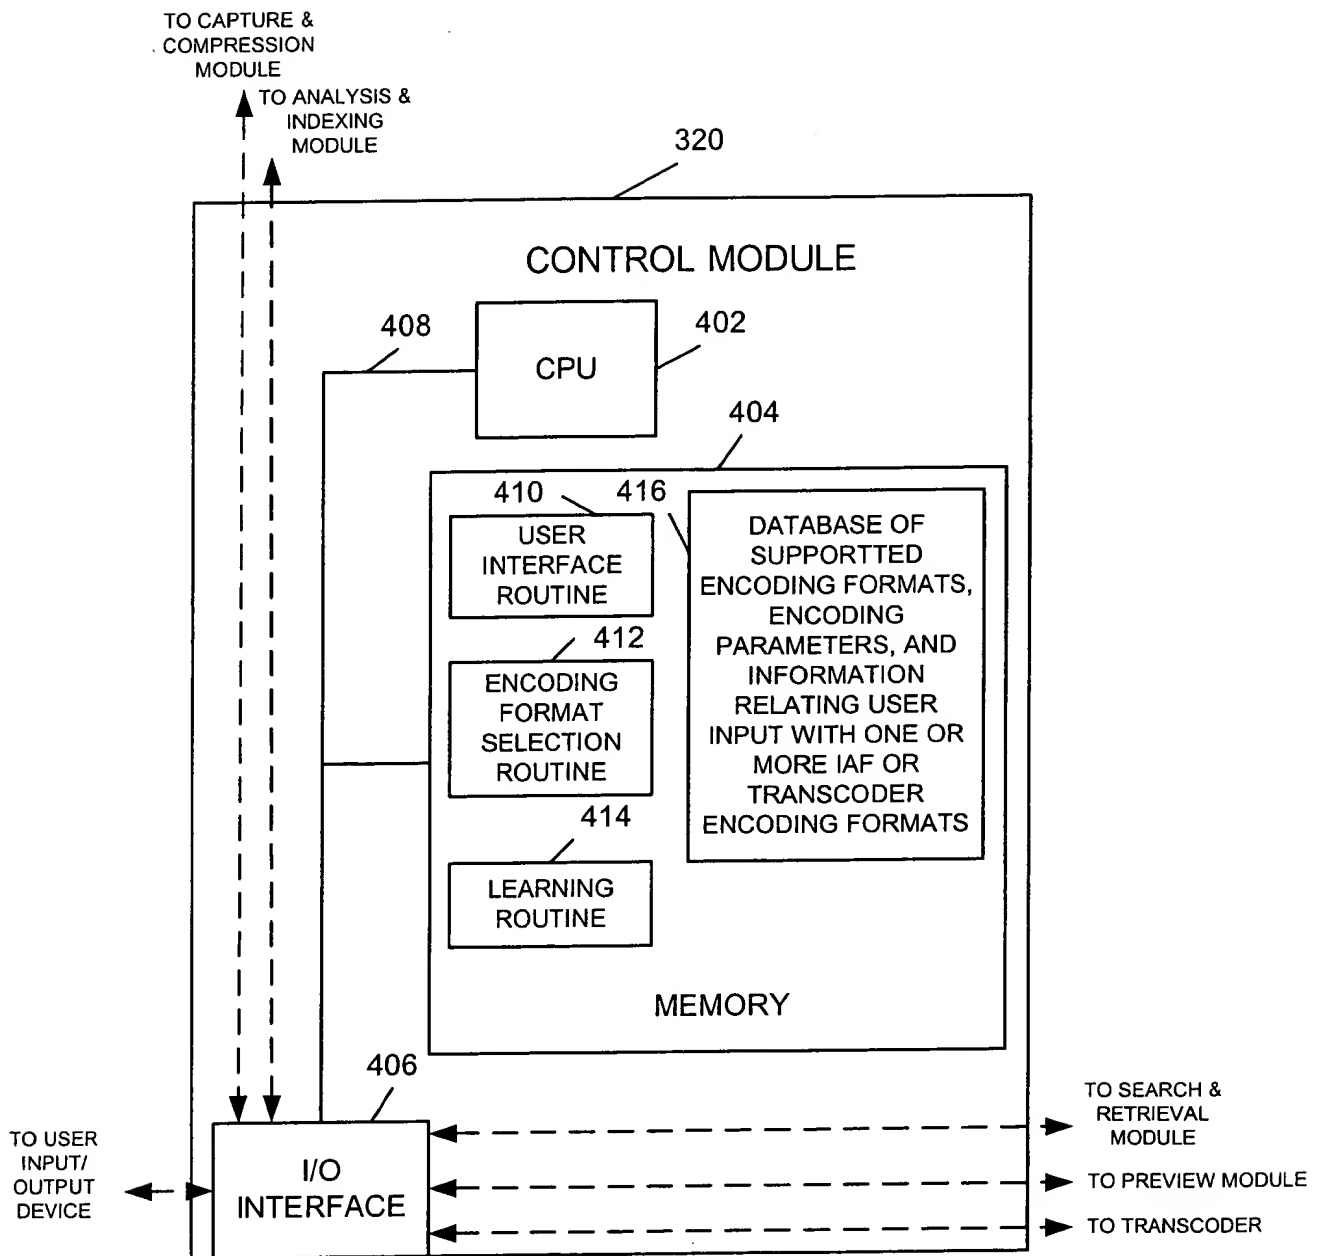 TO CAPTURE &
COMPRESSION
MODULE
TO ANALYSIS &
INDEXING
MODULE
320
CONTROL MODULE
408
CPU
402
404
410
416
USER
INTERFACE
ROUTINE
DATABASE OF
SUPPORTTED
ENCODING FORMATS,
ENCODING
PARAMETERS, AND
INFORMATION
RELATING USER
INPUT WITH ONE OR
MORE IAF OR
TRANSCODER
ENCODING FORMATS
412
ENCODING
FORMAT
SELECTION
ROUTINE
414
LEARNING
ROUTINE
MEMORY
406
I/O
INTERFACE
TO USER
INPUT/
OUTPUT
DEVICE
TO SEARCH &
RETRIEVAL
MODULE
TO PREVIEW MODULE
TO TRANSCODER